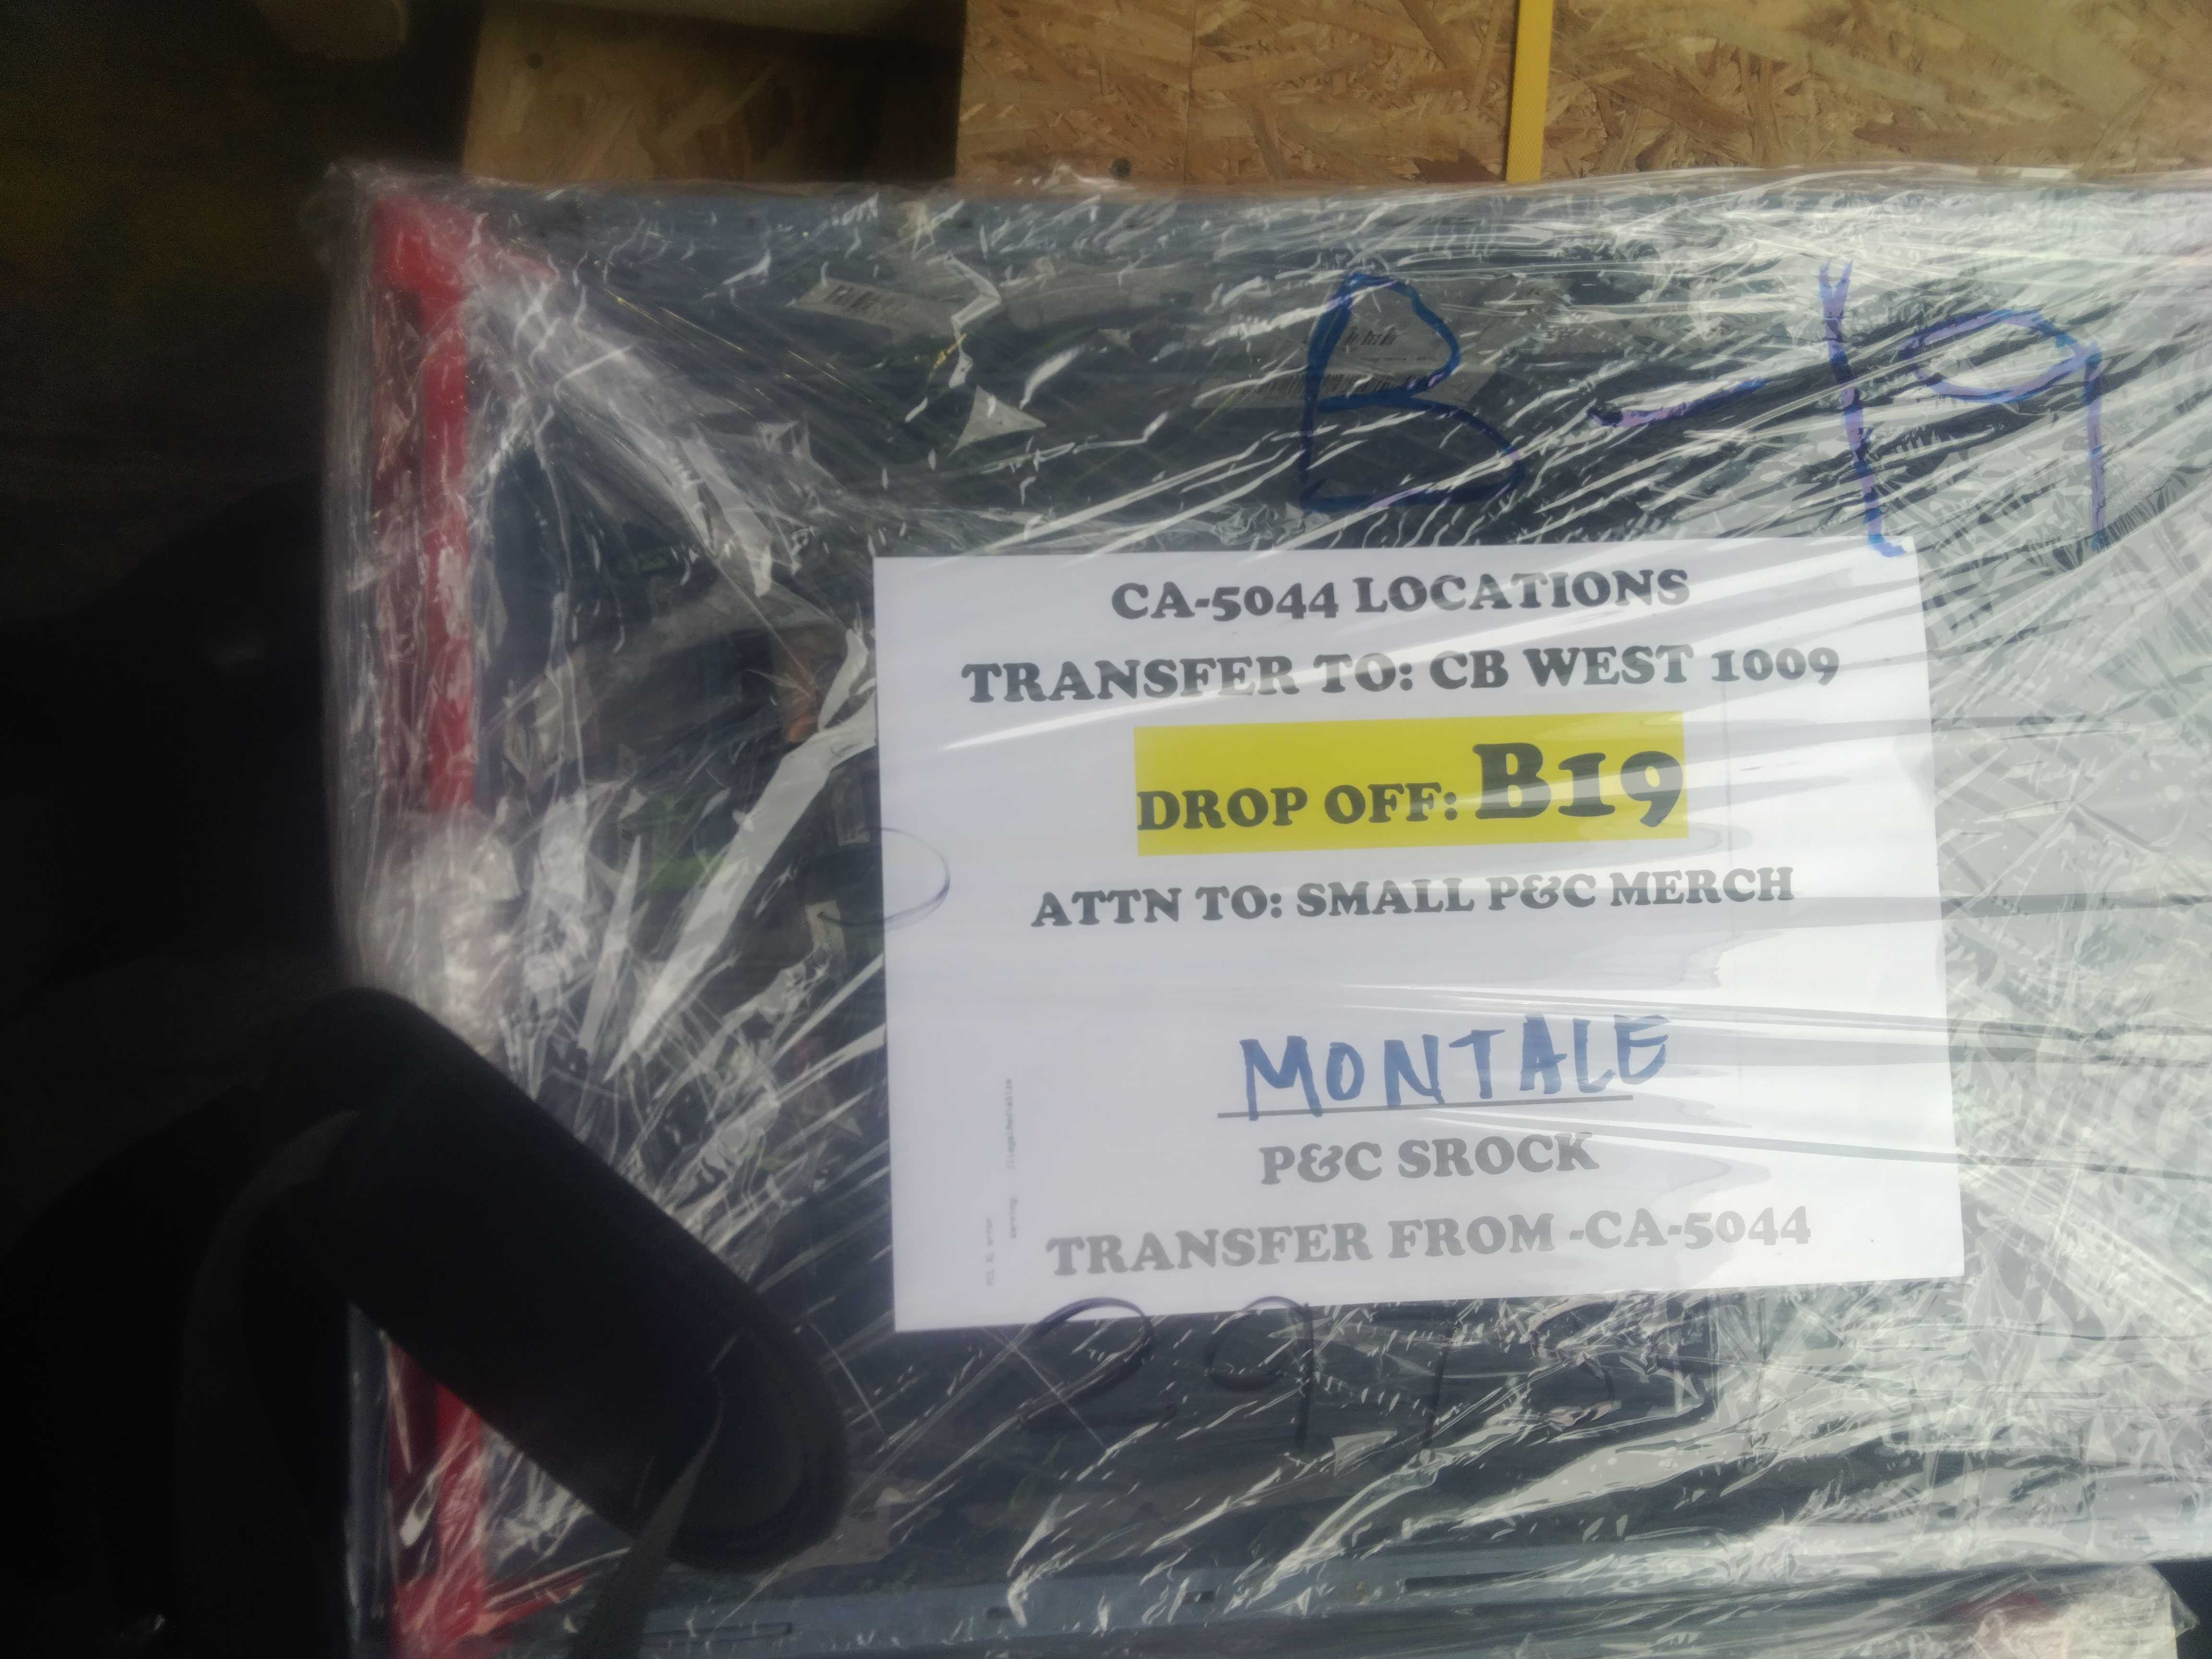 B-19
CA-5044 LOCATIONS
TRANSFER TO: CB WEST 1009
DROP OFF: B19
ATTN TO: SMALL P&C MERCH
MONTALE
P&C SROCK
TRANSFER FROM -CA-5044